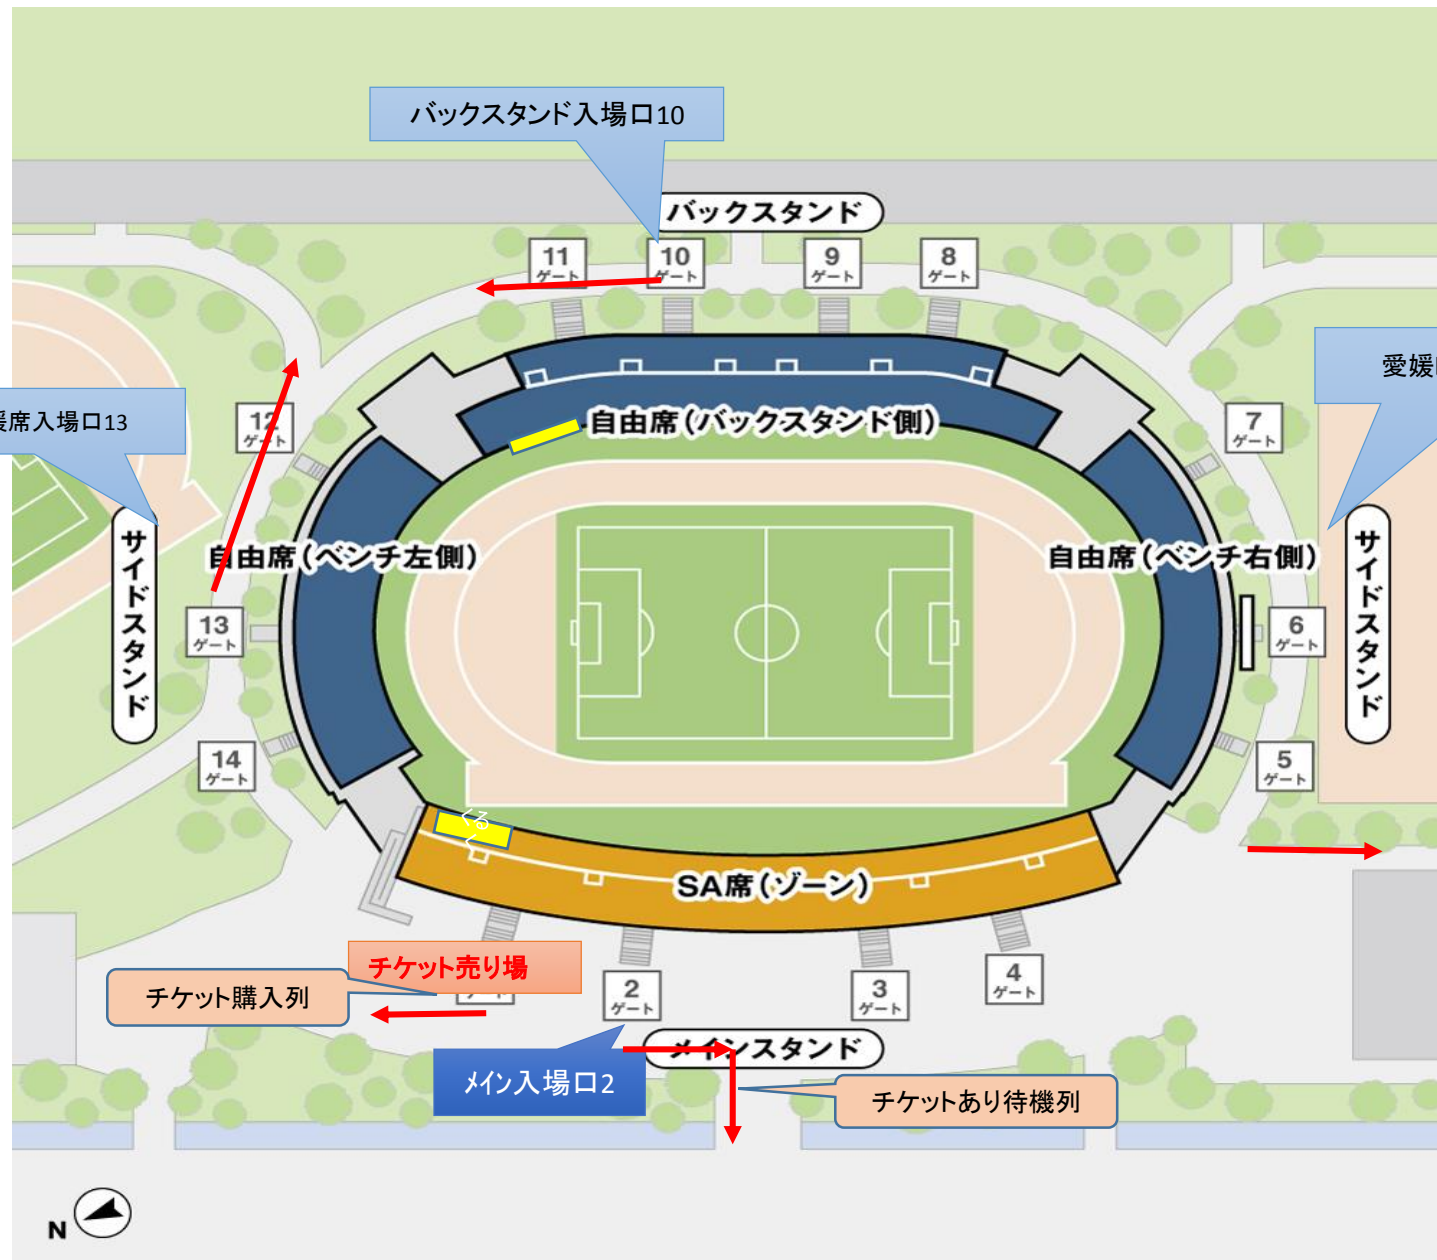 バックスタンド入場口10
バックスタンド
11
ゲート
10
ゲート
9
ゲート
8
ゲート
愛媛
席入場口13
12
ゲート
7
ゲート
自由席(バックスタンド側)
サイドスタンド
自由席(ベンチ左側)
自由席(ベンチ右側)
サイドスタンド
13
ゲート
6
ゲート
14
ゲート
5
ゲート
くる
SA席(ゾーン)
チケット売り場
チケット購入列
2
ゲート
3
ゲート
4
ゲート
メインスタンド
メイン入場口2
チケットあり待機列
N